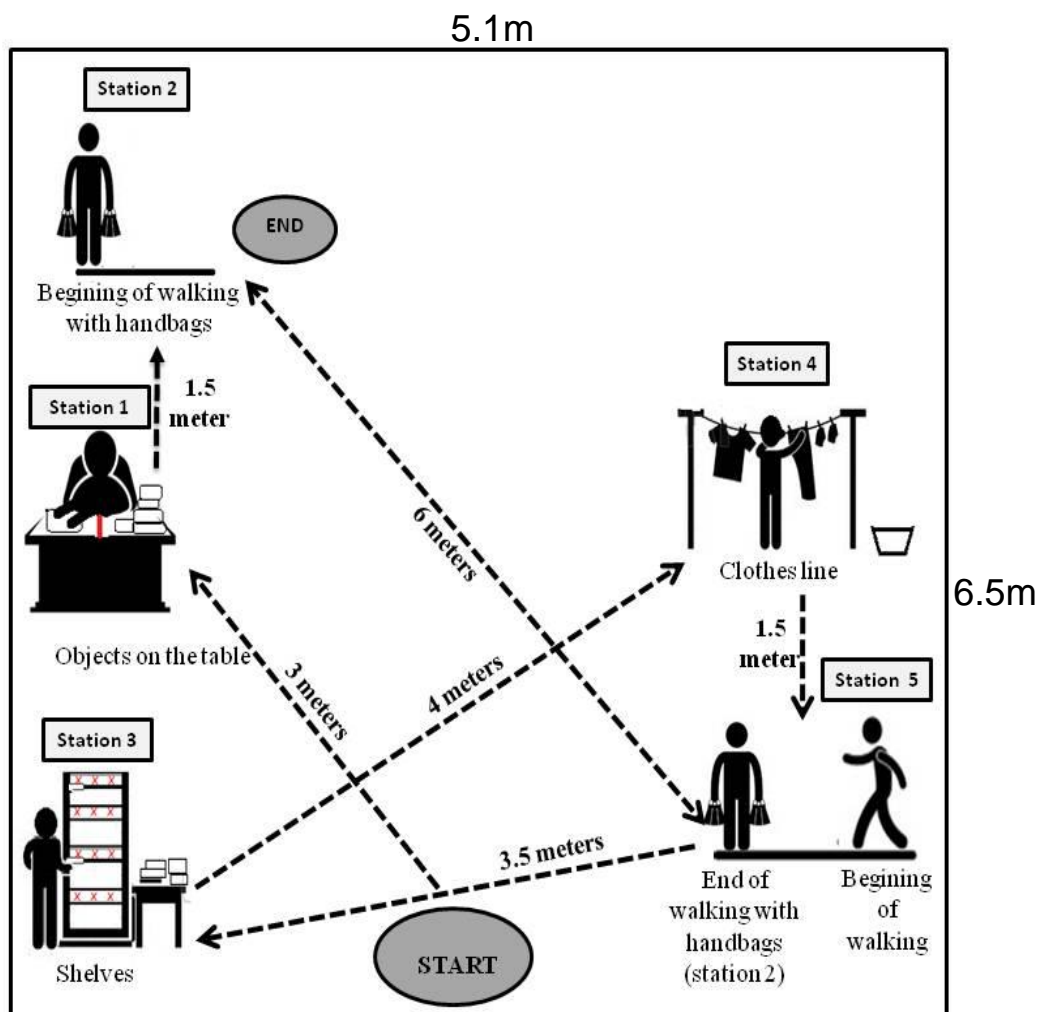 5.1m
Station 2
END
Begining of walking
with handbags
1.5
meter
Station 1
Station 4
6 meters
Clothes line
6.5m
Objects on the table
3 meters
4 meters
1.5
meter
Station 5
Station 3
X X X
X X X
X X X
X X X
3.5 meters
Shelves
START
End of
walking with
handbags
(station 2)
Begining
of
walking